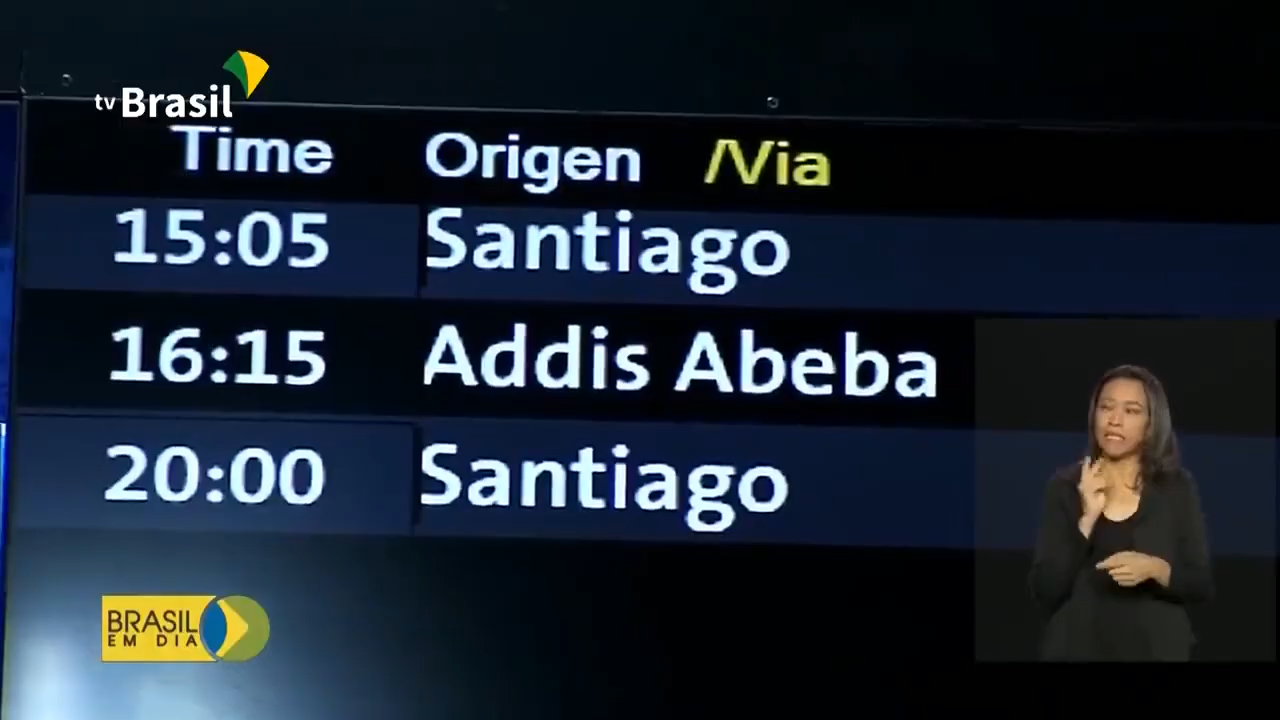 tv Brasil
Time Origen /Via
15:05 Santiago
16:15 Addis Abeba
20:00 Santiago
BRASIL
EM DIA